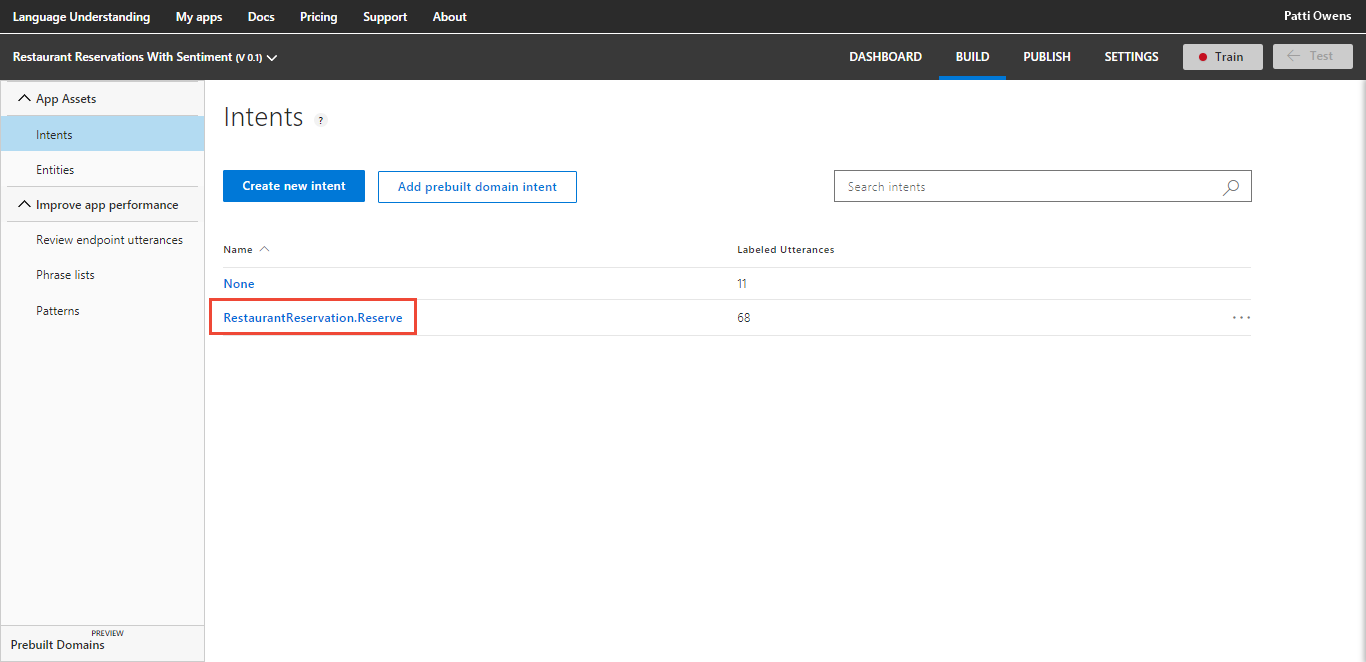 Language Understanding My apps Docs Pricing Support About Patti Owens
Restaurant Reservations With Sentiment (V 0.1) DASHBOARD BUILD PUBLISH SETTINGS Train Test
App Assets
Intents
Entities
Improve app performance
Review endpoint utterances
Phrase lists
Patterns
PREVIEW
Prebuilt Domains
Intents ?
Create new intent Add prebuilt domain intent Search intents
Name Labeled Utterances
None 11
RestaurantReservation.Reserve 68 ...